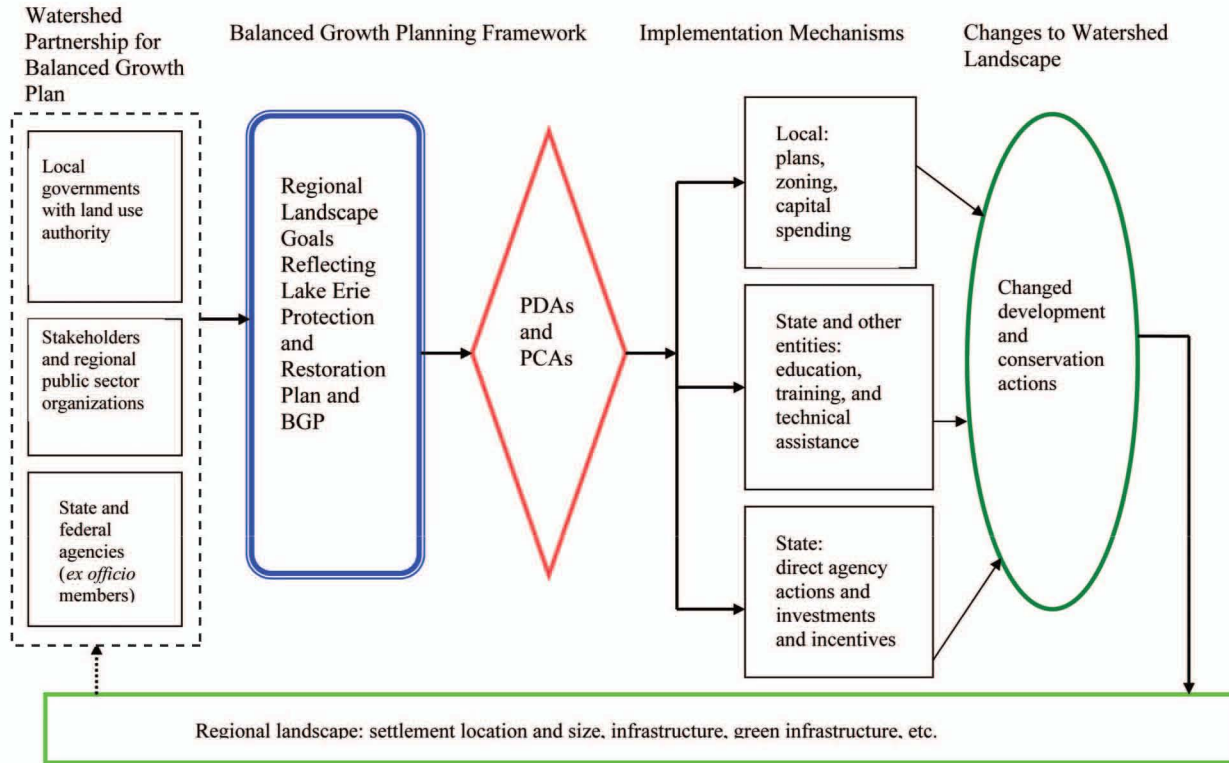 Watershed
Partnership for
Balanced Growth
Plan
Balanced Growth Planning Framework
Implementation Mechanisms
Changes to Watershed
Landscape
Local
governments
with land use
authority
Stakeholders
and regional
public sector
organizations
State and
federal
agencies
(ex officio
members)
Regional
Landscape
Goals
Reflecting
Lake Erie
Protection
and
Restoration
Plan and
BGP
PDAs
and
PCAs
Local:
plans,
zoning,
capital
spending
State and other
entities:
education,
training, and
technical
assistance
State:
direct agency
actions and
investments
and incentives
Changed
development
and
conservation
actions
Regional landscape: settlement location and size, infrastructure, green infrastructure, etc.